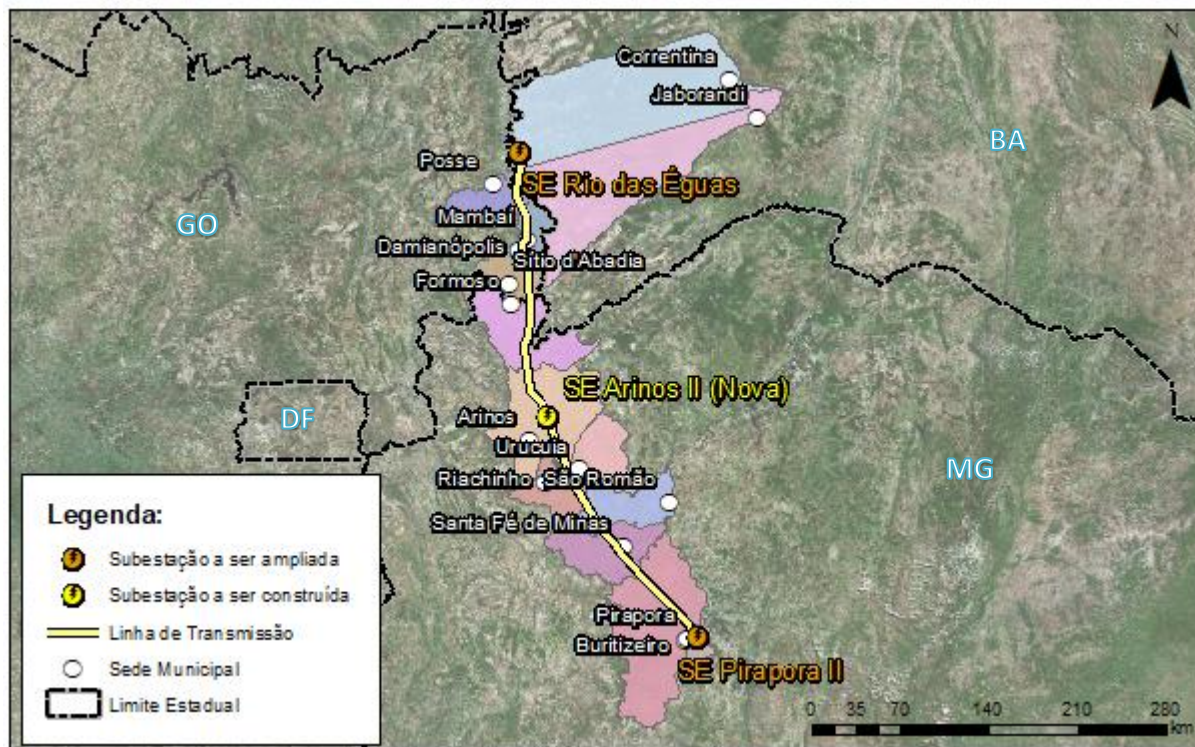 N
Correntina
Jaborandi
BA
Posse
SE Rio das Éguas
GO
Mambaí
Damianópolis
Sítio d'Abadia
Formoso
SE Arinos II (Nova)
DF
Arinos
Urucuia
MG
Riachinho
São Romão
Santa Fé de Minas
Pirapora
Buritizeiro
SE Pirapora II
Legenda:
Subestação a ser ampliada
Subestação a ser construída
Linha de Transmissão
Sede Municipal
Limite Estadual
0 35 70 140 210 280
km